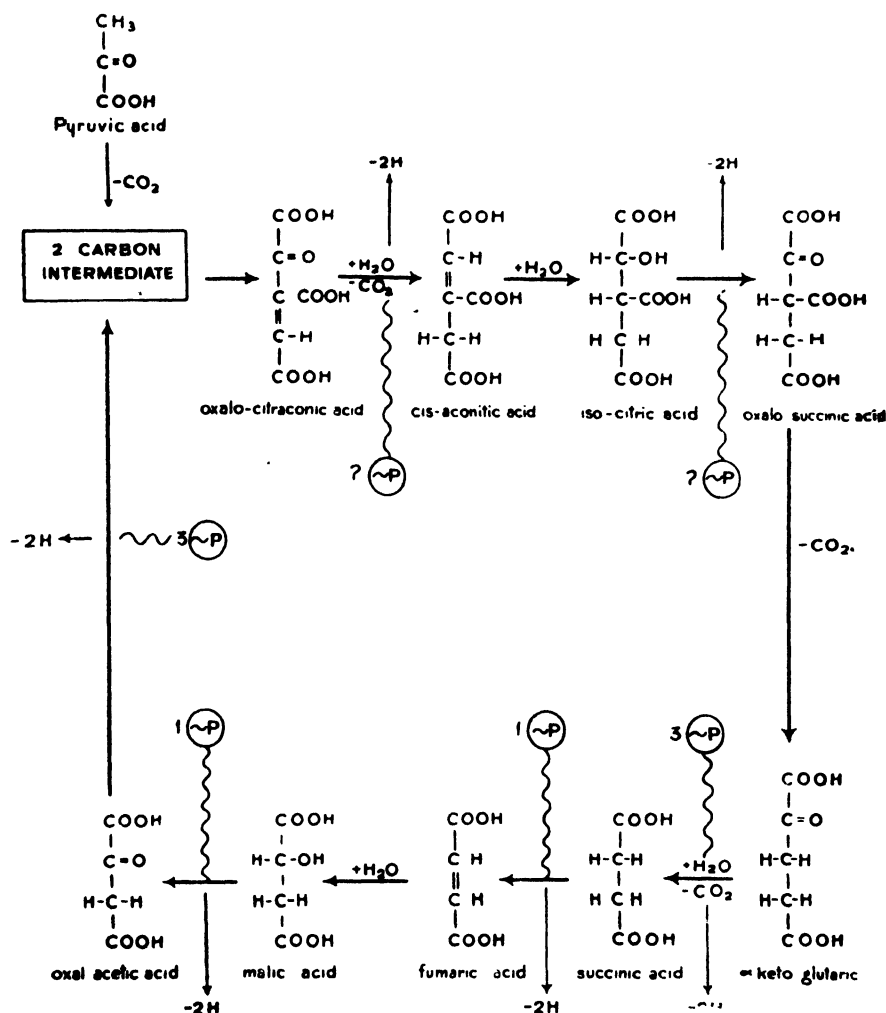 CH₃
C=O
COOH
Pyruvic acid
-CO₂
2 CARBON
INTERMEDIATE
-2H
-2H
COOH
C=O
C COOH
C-H
COOH
oxalo-citraconic acid
+H₂O
-CO₂
COOH
C-H
C-COOH
H-C-H
COOH
cis-aconitic acid
+H₂O
COOH
H-C-OH
H-C-COOH
H C H
COOH
iso-citric acid
COOH
C=O
H-C-COOH
H-C-H
COOH
oxalo succinic acid
? ~P
? ~P
-2H
3 ~P
-CO₂.
1 ~P
1 ~P
3 ~P
COOH
C=O
H-C-H
COOH
oxal acetic acid
COOH
H-C-OH
H-C-H
COOH
malic acid
+H₂O
COOH
C H
C H
COOH
fumaric acid
COOH
H-C-H
H C H
COOH
succinic acid
+H₂O
-CO₂
COOH
C=O
H-C-H
H-C-H
COOH
∝ keto glutaric
-2H
-2H